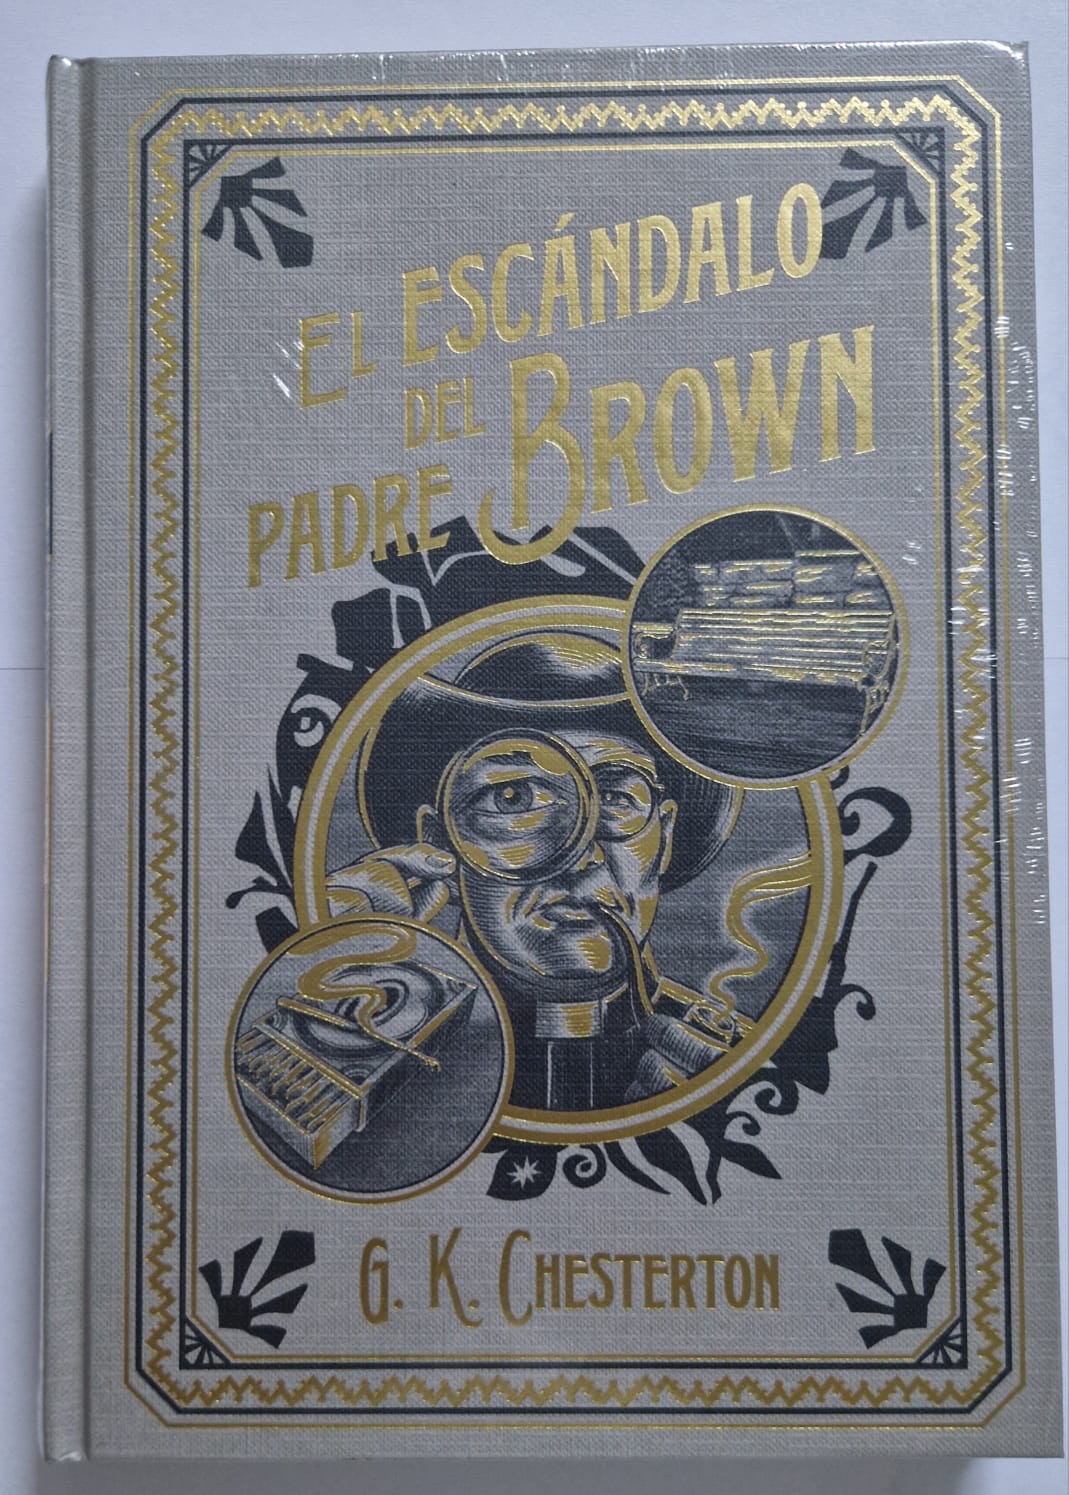 EL ESCÁNDALO
DEL
PADRE BROWN
G. K. CHESTERTON